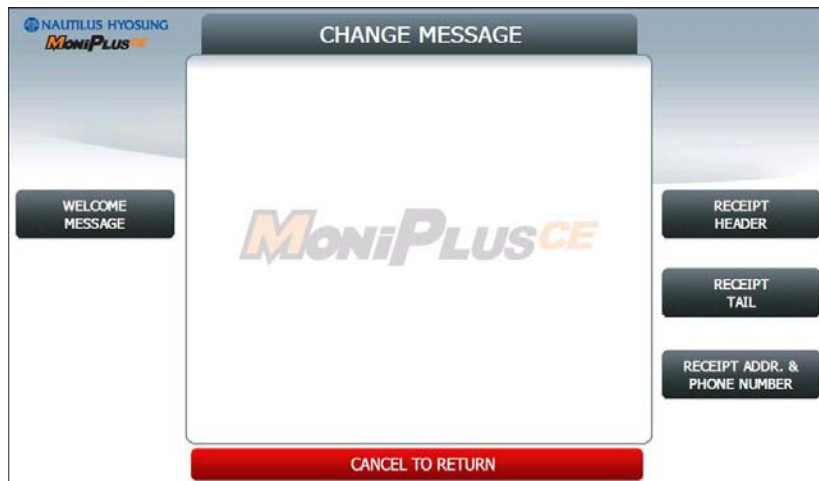 NAUTILUS HYOSUNG
MONIPLUSCE
CHANGE MESSAGE
WELCOME
MESSAGE
MONIPLUSCE
RECEIPT
HEADER
RECEIPT
TAIL
RECEIPT ADDR. &
PHONE NUMBER
CANCEL TO RETURN